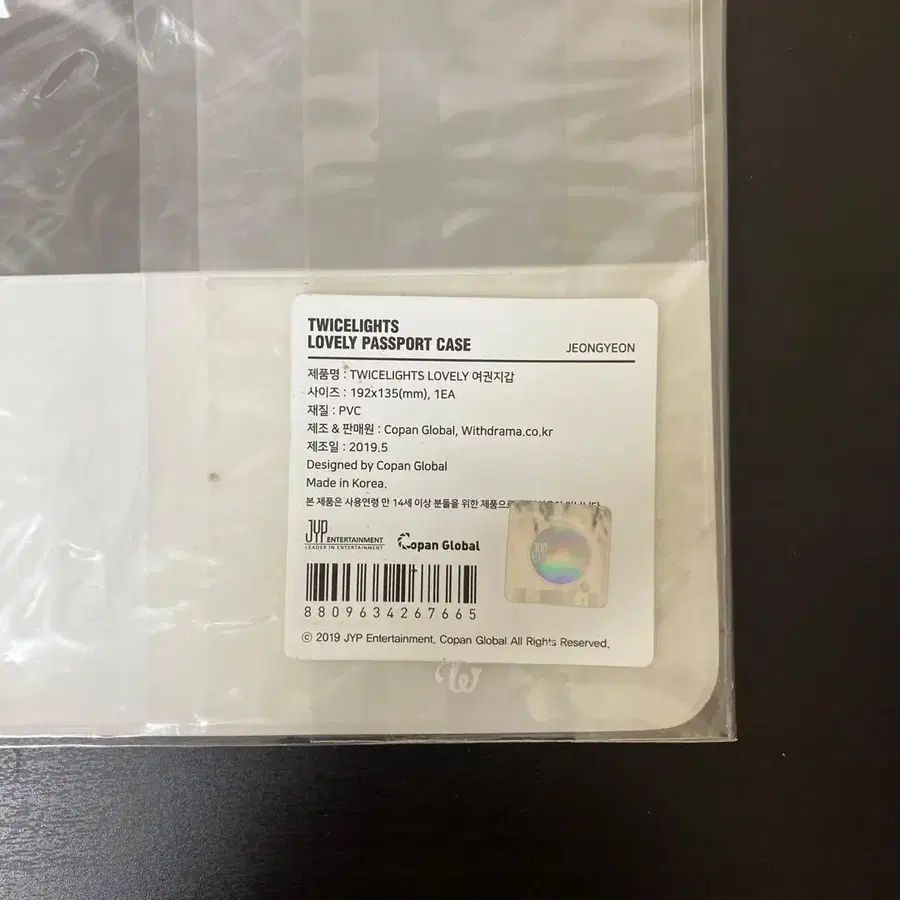 TWICELIGHTS
LOVELY PASSPORT CASE
JEONGYEON
제품명 : TWICELIGHTS LOVELY 여권지갑
사이즈 : 192x135(mm), 1EA
재질 : PVC
제조 & 판매원 : Copan Global, Withdrama.co.kr
제조일 : 2019.5
Designed by Copan Global
Made in Korea.
본 제품은 사용연령 만 14세 이상 분들을 위한 제품으로
JYP ENTERTAINMENT
LEADER IN ENTERTAINMENT
Copan Global
JYP
8809634267665
© 2019 JYP Entertainment, Copan Global All Rights Reserved.